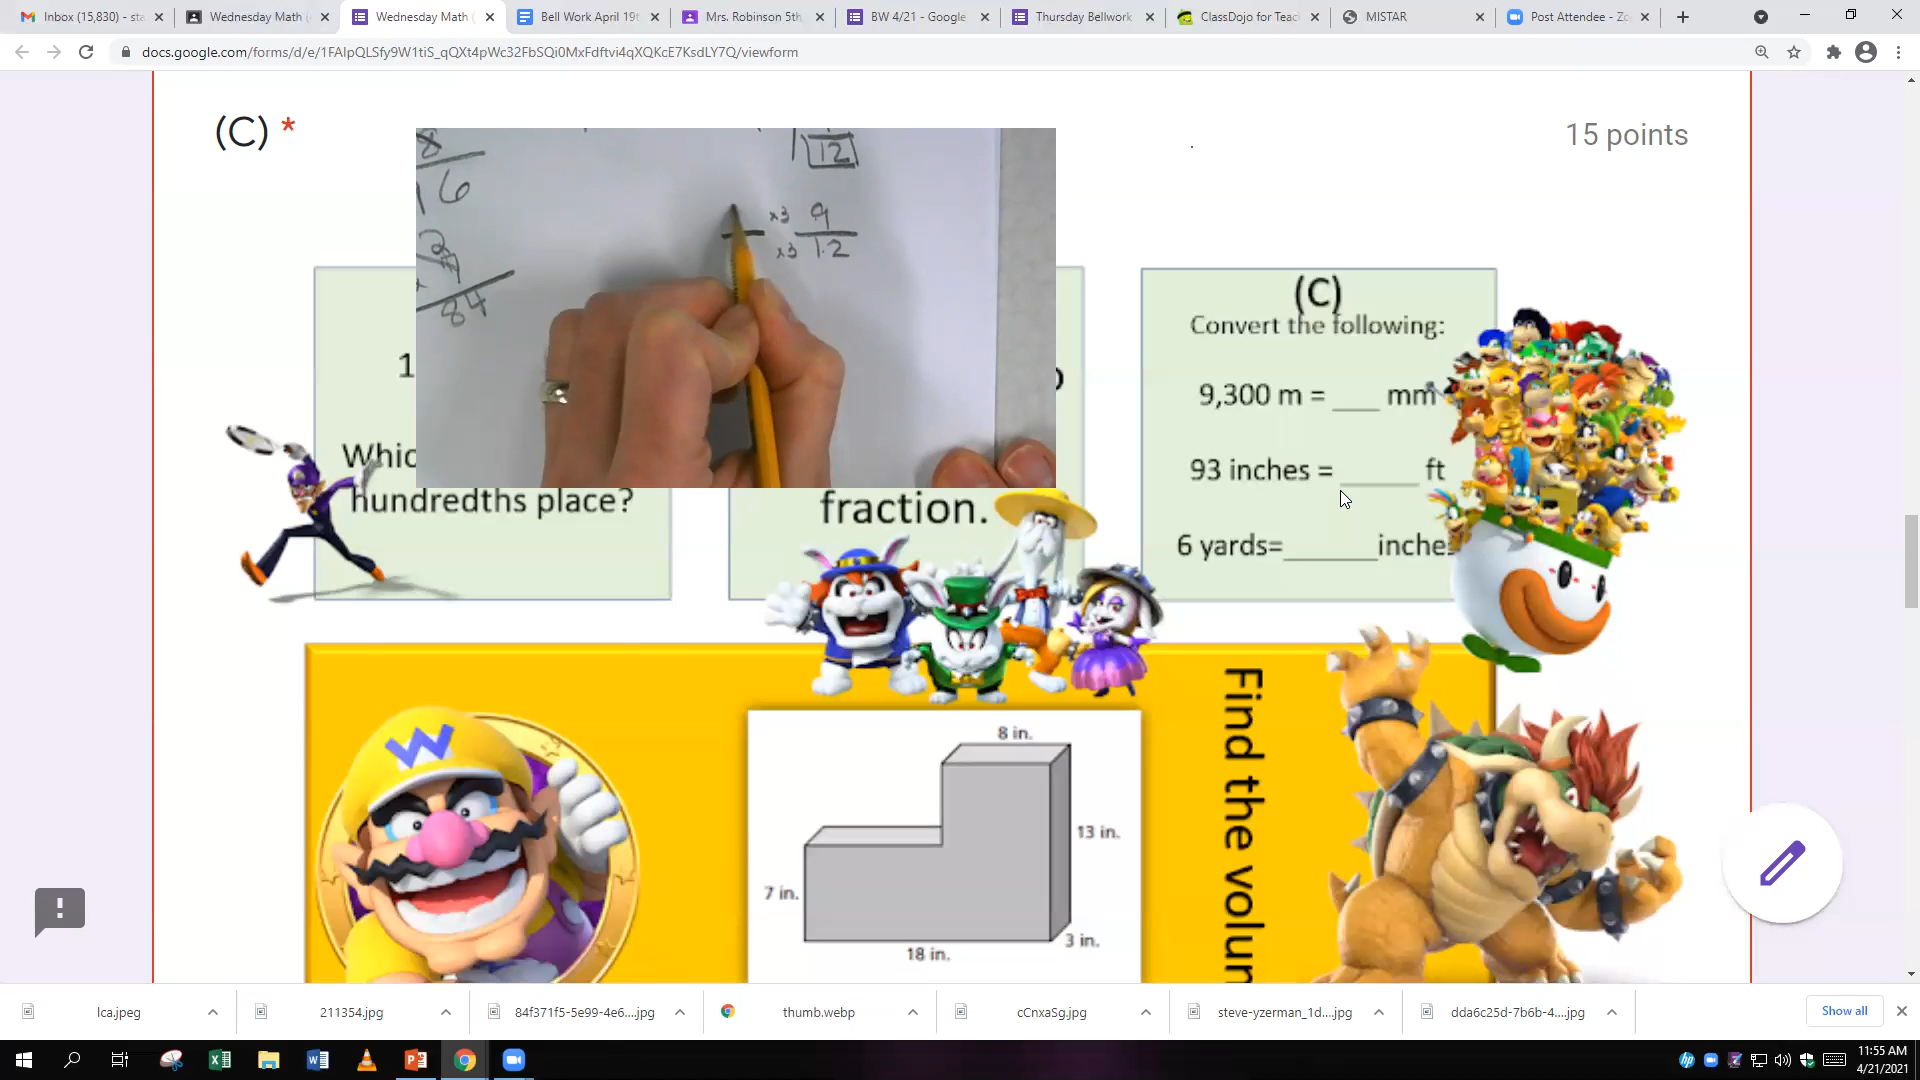 Inbox (15,830) - sta
Wednesday Math (
Wednesday Math (
Bell Work April 19t
Mrs. Robinson 5th
BW 4/21 - Google
Thursday Bellwork
ClassDojo for Teac
MISTAR
Post Attendee - Zo
docs.google.com/forms/d/e/1FAIpQLSfy9W1tiS_qQXt4pWc32FbSQi0MxFdftvi4qXQKcE7KsdLY7Q/viewform
(C) *
15 points
8
16
12
x3 9
x3 12
84
1
Whic
hundredths place?
fraction.
(C)
Convert the following:
9,300 m = ___ mm
93 inches = _____ ft
6 yards=______inches
W
8 in.
13 in.
7 in.
3 in.
18 in.
Find the volum
!
lca.jpeg
211354.jpg
84f371f5-5e99-4e6....jpg
thumb.webp
cCnxaSg.jpg
steve-yzerman_1d....jpg
dda6c25d-7b6b-4....jpg
Show all
11:55 AM
4/21/2021